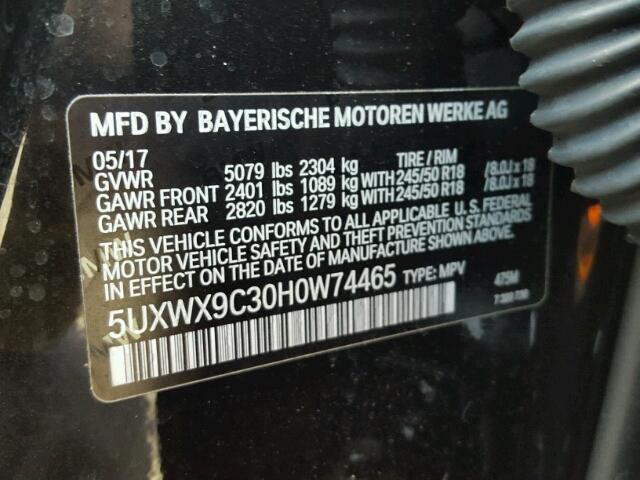 MFD BY BAYERISCHE MOTOREN WERKE AG
05/17 TIRE / RIM
GVWR 5079 lbs 2304 kg
GAWR FRONT 2401 lbs 1089 kg WITH 245/50 R18 /8.0J x 18
GAWR REAR 2820 lbs 1279 kg WITH 245/50 R18 /8.0J x 18
THIS VEHICLE CONFORMS TO ALL APPLICABLE U. S. FEDERAL
MOTOR VEHICLE SAFETY AND THEFT PREVENTION STANDARDS
IN EFFECT ON THE DATE OF MANUFACTURE SHOWN ABOVE.
5UXWX9C30H0W74465 TYPE: MPV 475M